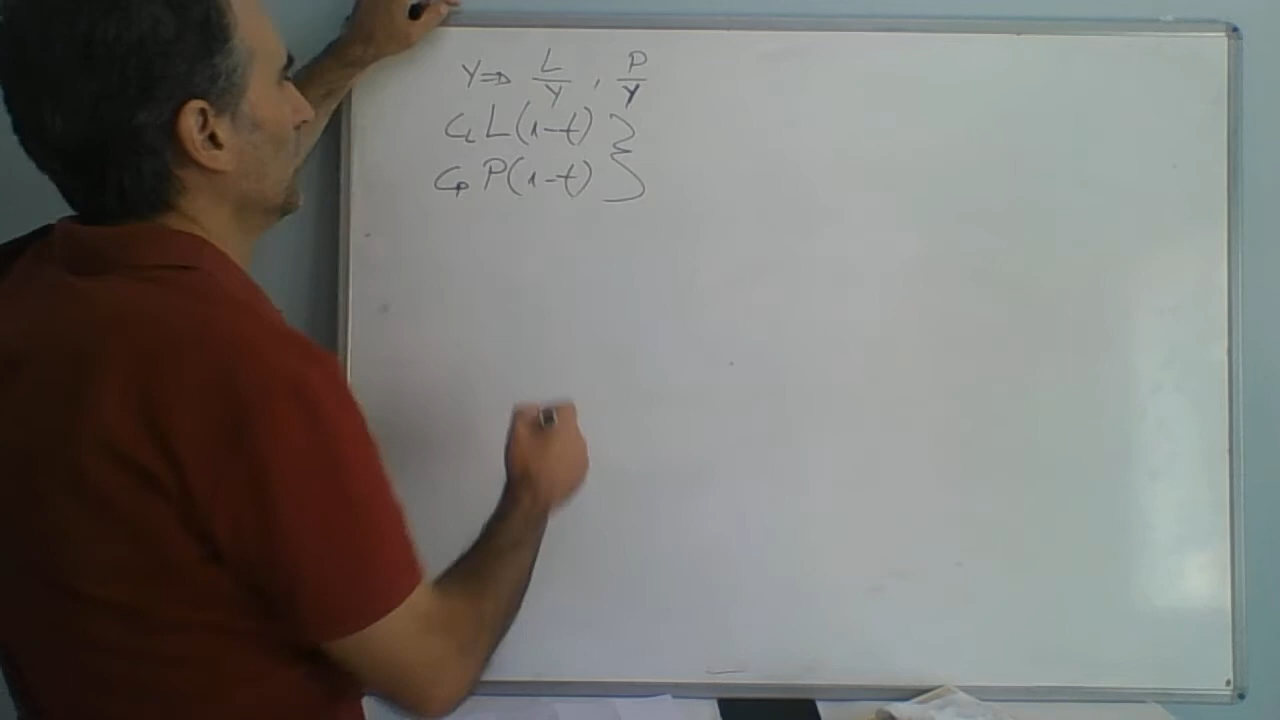 Y ⇒ L/Y , P/Y
C_L L(1-t) }
C_P P(1-t) }